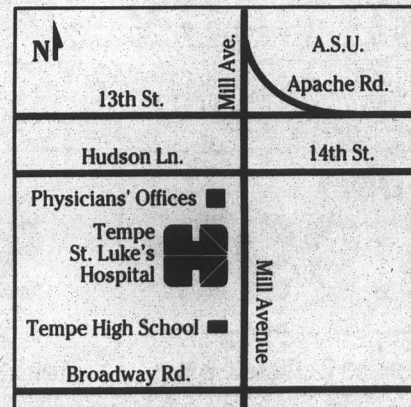 N
Mill Ave.
A.S.U.
Apache Rd.
13th St.
Hudson Ln.
14th St.
Physicians' Offices
Tempe
St. Luke's
Hospital
Mill Avenue
Tempe High School
Broadway Rd.